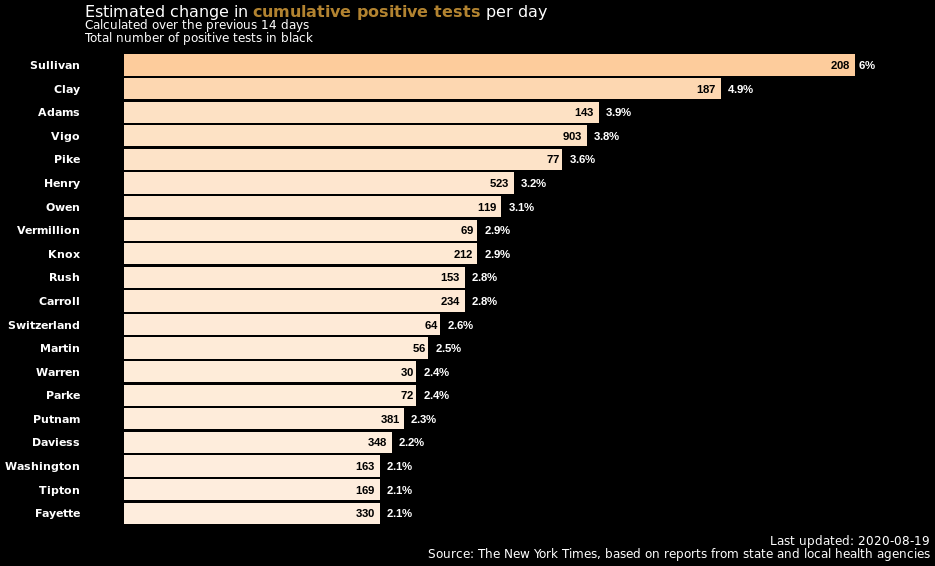 Estimated change in cumulative positive tests per day
Calculated over the previous 14 days
Total number of positive tests in black
Sullivan 208 6%
Clay 187 4.9%
Adams 143 3.9%
Vigo 903 3.8%
Pike 77 3.6%
Henry 523 3.2%
Owen 119 3.1%
Vermillion 69 2.9%
Knox 212 2.9%
Rush 153 2.8%
Carroll 234 2.8%
Switzerland 64 2.6%
Martin 56 2.5%
Warren 30 2.4%
Parke 72 2.4%
Putnam 381 2.3%
Daviess 348 2.2%
Washington 163 2.1%
Tipton 169 2.1%
Fayette 330 2.1%
Last updated: 2020-08-19
Source: The New York Times, based on reports from state and local health agencies